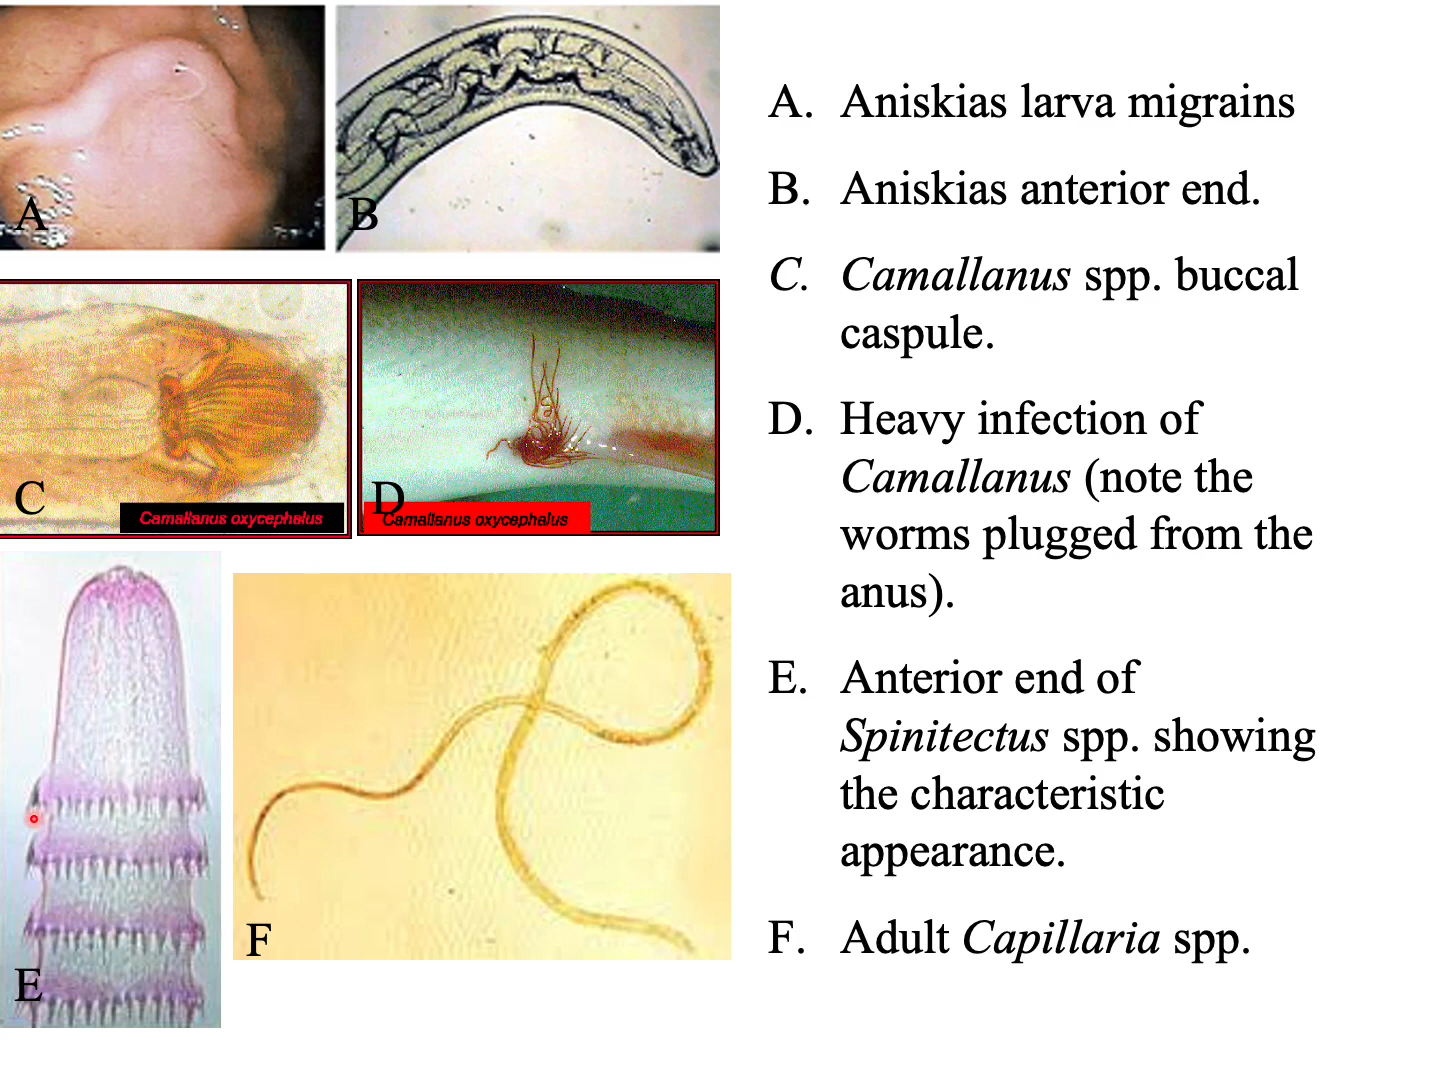 A
B
C
Camallanus oxycephalus
D
Camallanus oxycephalus
E
F
A. Aniskias larva migrains
B. Aniskias anterior end.
C. Camallanus spp. buccal
caspule.
D. Heavy infection of
Camallanus (note the
worms plugged from the
anus).
E. Anterior end of
Spinitectus spp. showing
the characteristic
appearance.
F. Adult Capillaria spp.